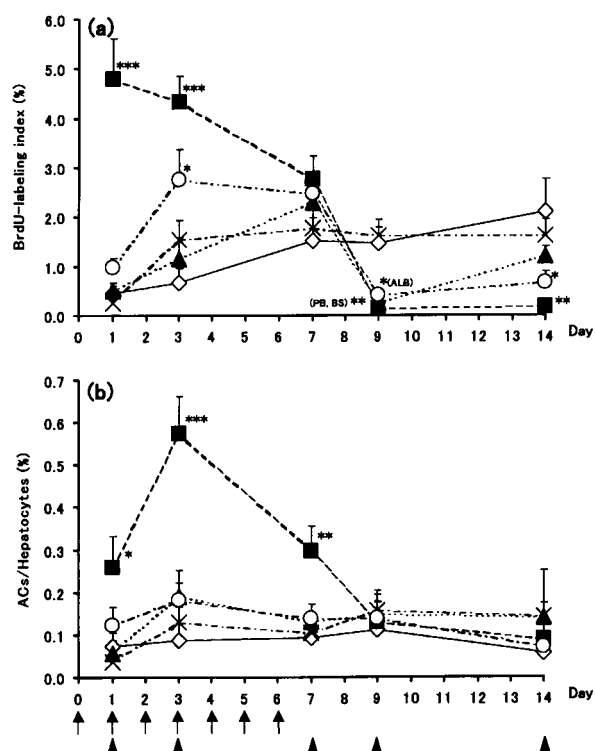 (a)
BrdU-labeling index (%)
6.0
5.0
4.0
3.0
2.0
1.0
0.0
***
***
*
*(ALB)
(PB, BS) **
*
**
0 1 2 3 4 5 6 7 8 9 10 11 12 13 14 Day
(b)
ACs/Hepatocytes (%)
0.7
0.6
0.5
0.4
0.3
0.2
0.1
0.0
*
***
**
0 1 2 3 4 5 6 7 8 9 10 11 12 13 14 Day